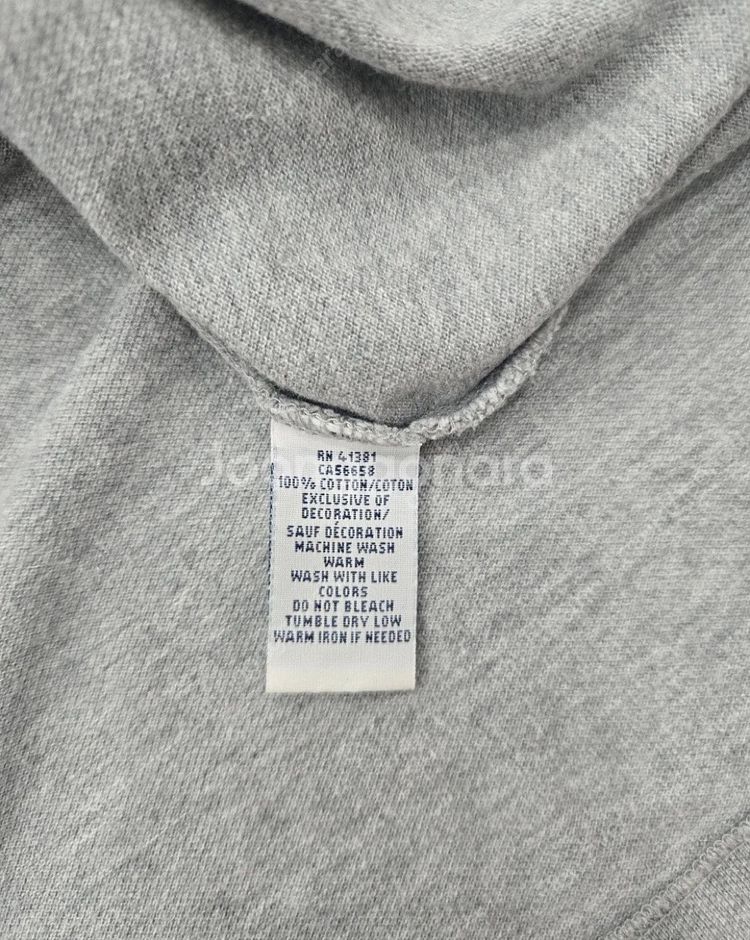 RN 41381
CA56658
100% COTTON/COTON
EXCLUSIVE OF
DECORATION/
SAUF DÉCORATION
MACHINE WASH
WARM
WASH WITH LIKE
COLORS
DO NOT BLEACH
TUMBLE DRY LOW
WARM IRON IF NEEDED